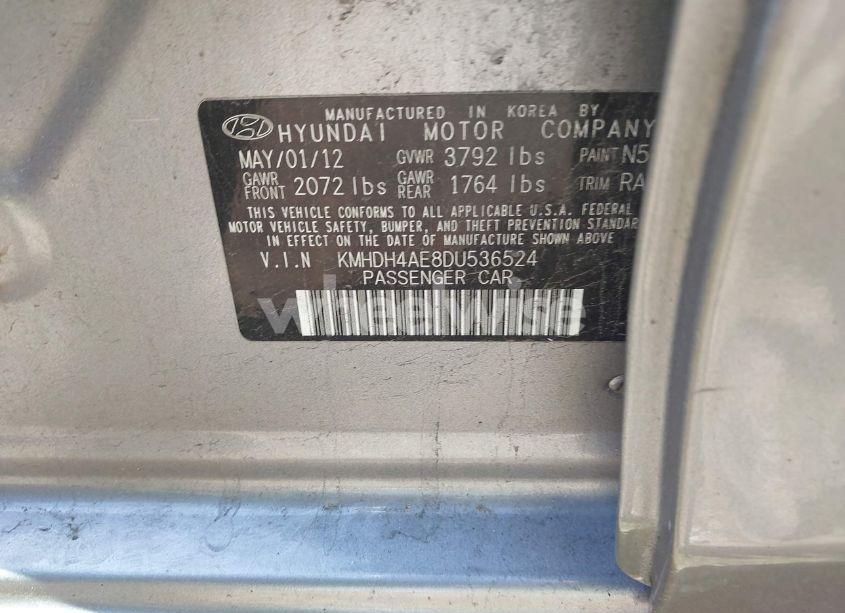 MANUFACTURED IN KOREA BY
HYUNDAI MOTOR COMPANY
MAY/01/12 GVWR 3792 lbs PAINT N5
GAWR FRONT 2072 lbs GAWR REAR 1764 lbs TRIM RA
THIS VEHICLE CONFORMS TO ALL APPLICABLE U.S.A. FEDERAL
MOTOR VEHICLE SAFETY, BUMPER, AND THEFT PREVENTION STANDAR
IN EFFECT ON THE DATE OF MANUFACTURE SHOWN ABOVE
V.I.N KMHDH4AE8DU536524
PASSENGER CAR
wheelwise